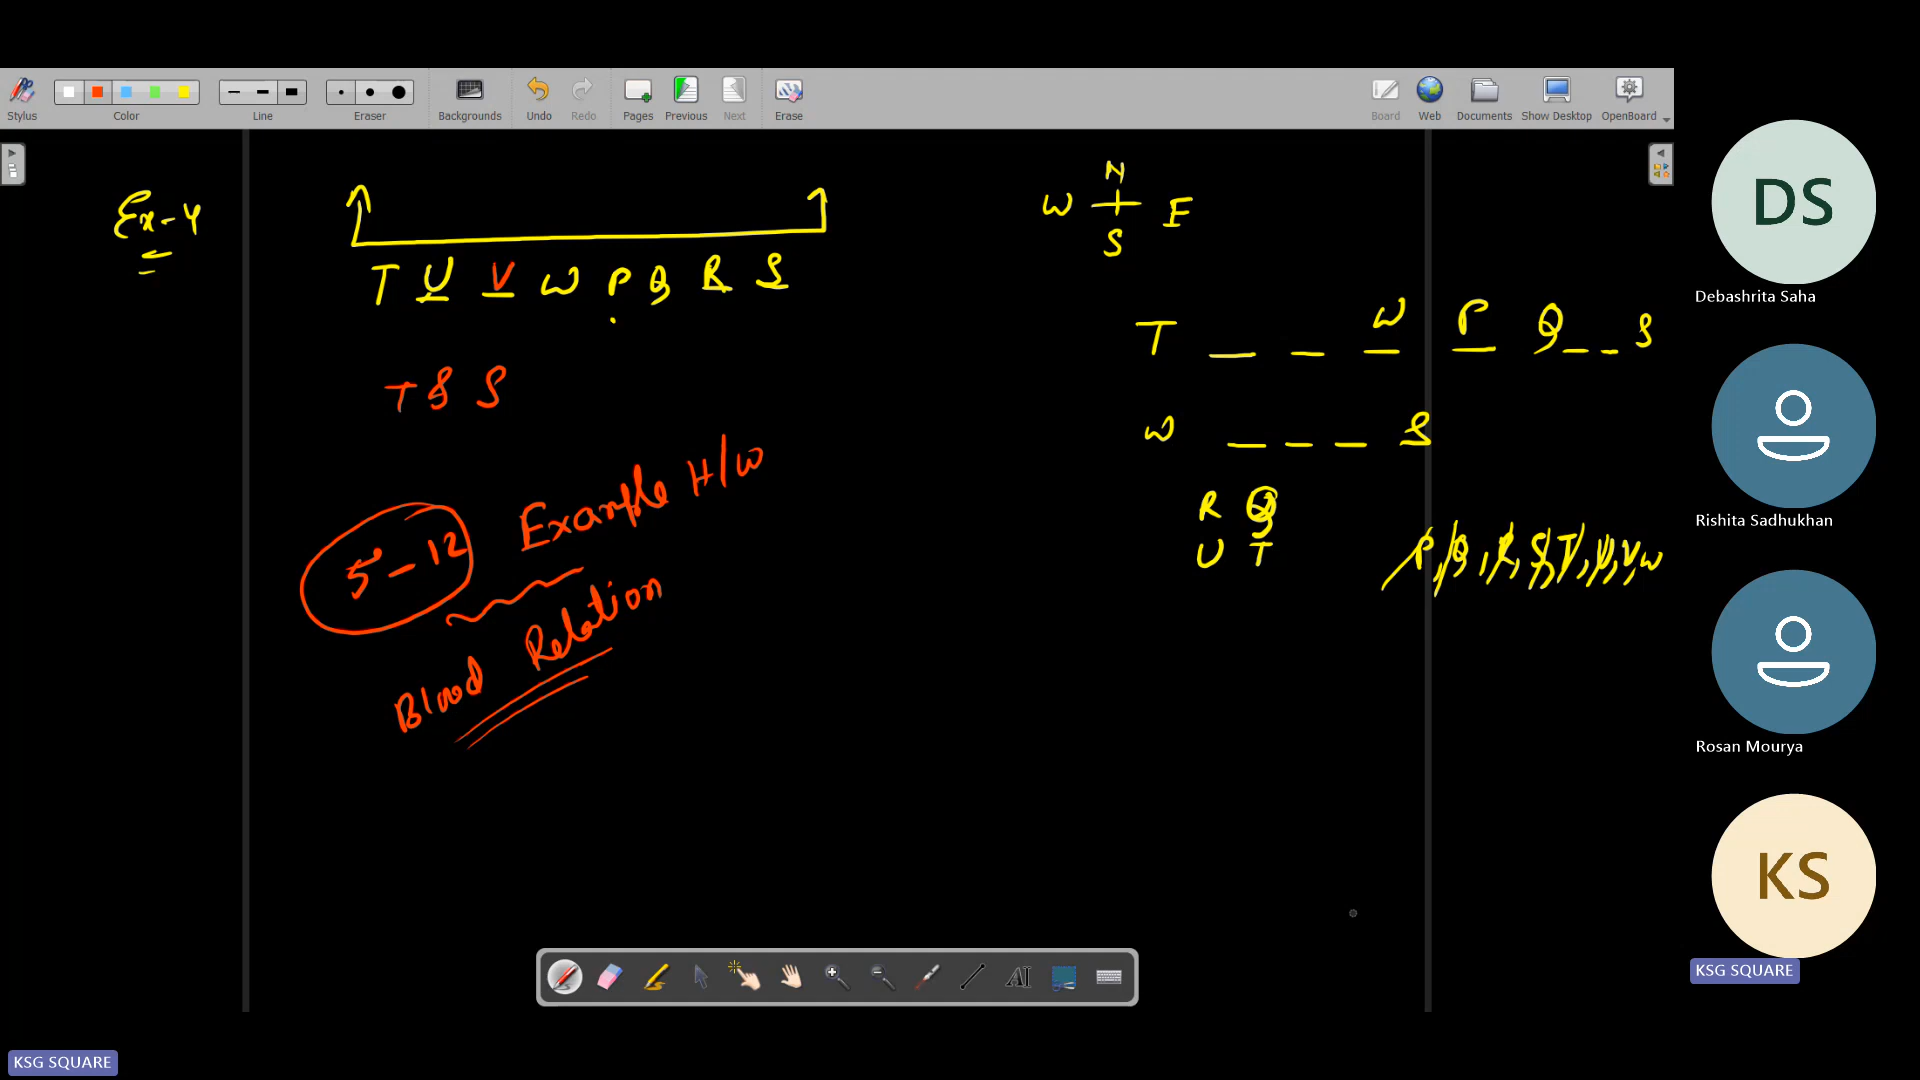 Stylus
Color
Line
Eraser
Backgrounds
Undo
Redo
Pages
Previous
Next
Erase
Board
Web
Documents
Show Desktop
OpenBoard
Ex-4
T U V W P Q R S
T & S
5-12 Example H/W
Blood Relation
N
W E
S
T _ _ W P Q _ _ S
W _ _ _ S
R Q
U T
P, Q, R, S, T, U, V, W
DS
Debashrita Saha
Rishita Sadhukhan
Rosan Mourya
KS
KSG SQUARE
KSG SQUARE
AI